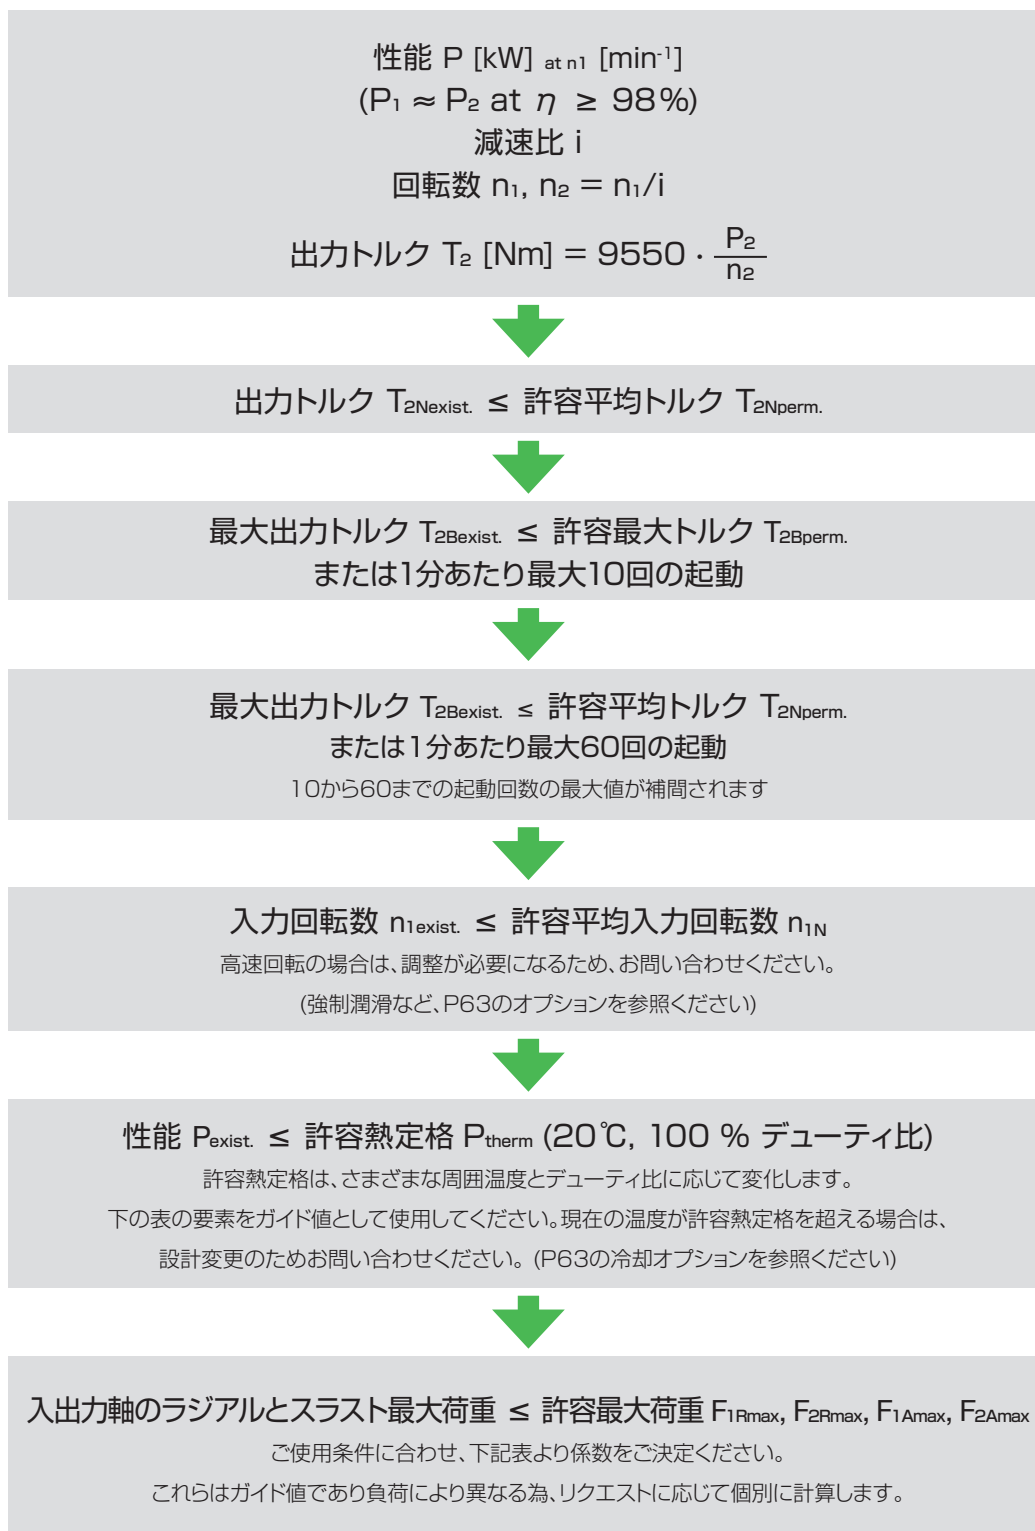 性能 P [kW] at n1 [min⁻¹]
(P₁ ≈ P₂ at η ≥ 98%)
減速比 i
回転数 n₁, n₂ = n₁/i
出力トルク T₂ [Nm] = 9550 · P₂/n₂
出力トルク T2Nexist. ≤ 許容平均トルク T2Nperm.
最大出力トルク T2Bexist. ≤ 許容最大トルク T2Bperm.
または1分あたり最大10回の起動
最大出力トルク T2Bexist. ≤ 許容平均トルク T2Nperm.
または1分あたり最大60回の起動
10から60までの起動回数の最大値が補間されます
入力回転数 n1exist. ≤ 許容平均入力回転数 n1N
高速回転の場合は、調整が必要になるため、お問い合わせください。
(強制潤滑など、P63のオプションを参照ください)
性能 Pexist. ≤ 許容熱定格 Ptherm (20℃, 100 % デューティ比)
許容熱定格は、さまざまな周囲温度とデューティ比に応じて変化します。
下の表の要素をガイド値として使用してください。現在の温度が許容熱定格を超える場合は、
設計変更のためお問い合わせください。(P63の冷却オプションを参照ください)
入出力軸のラジアルとスラスト最大荷重 ≤ 許容最大荷重 F1Rmax, F2Rmax, F1Amax, F2Amax
ご使用条件に合わせ、下記表より係数をご決定ください。
これらはガイド値であり負荷により異なる為、リクエストに応じて個別に計算します。